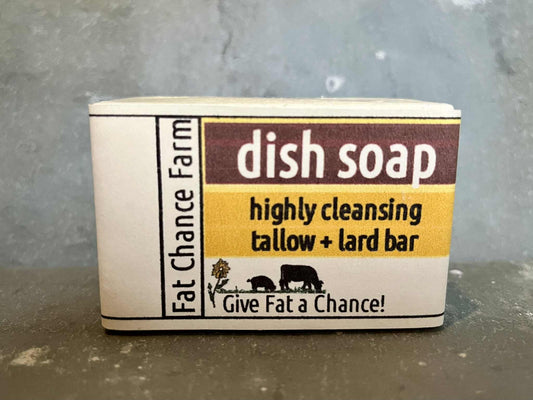 Fat Chance Farm
dish soap
highly cleansing
tallow + lard bar
Give Fat a Chance!